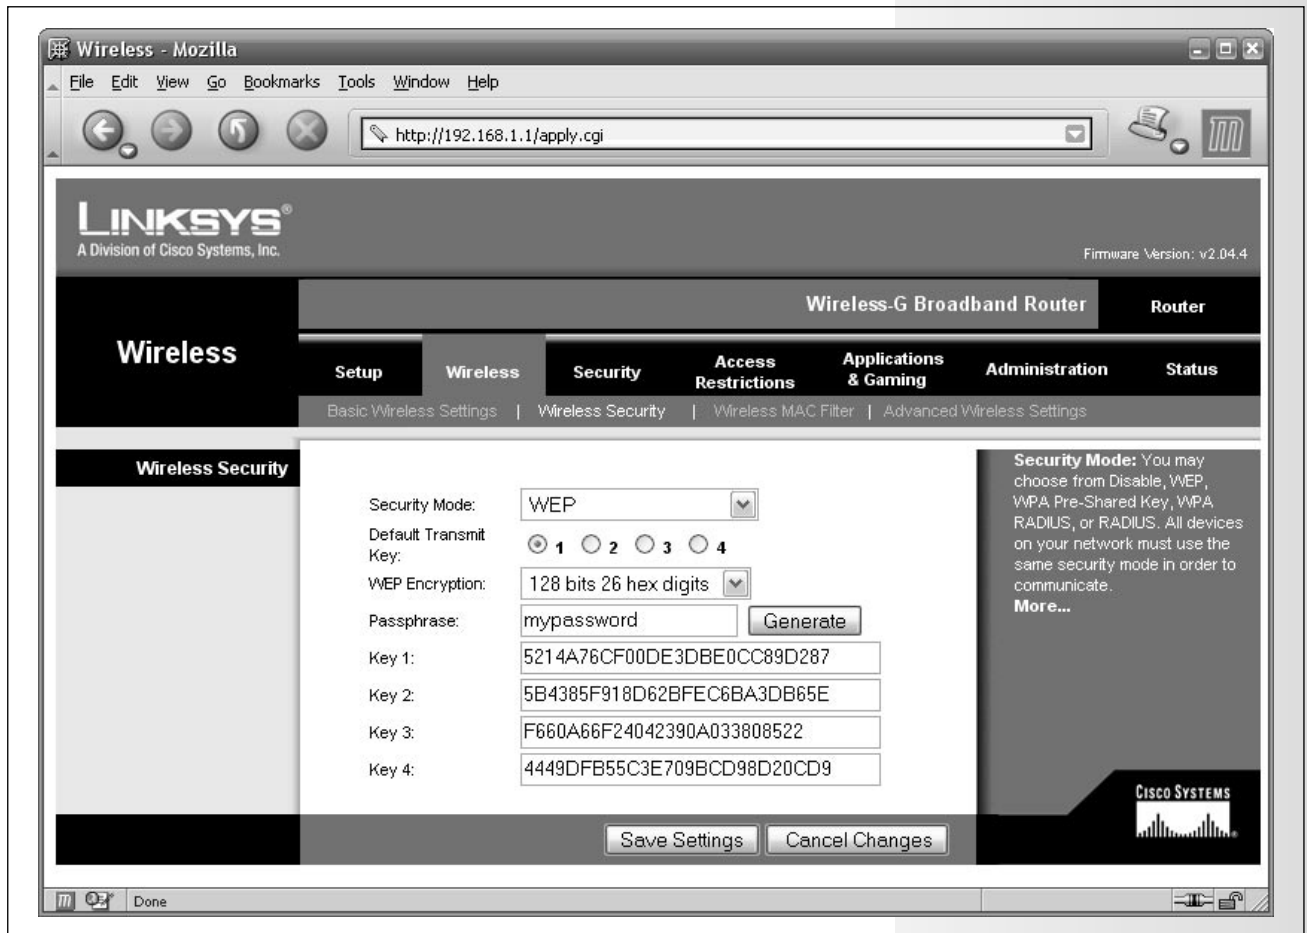 Wireless - Mozilla
File Edit View Go Bookmarks Tools Window Help
http://192.168.1.1/apply.cgi
LINKSYS®
A Division of Cisco Systems, Inc.
Firmware Version: v2.04.4
Wireless-G Broadband Router Router
Wireless
Setup Wireless Security Access Restrictions Applications & Gaming Administration Status
Basic Wireless Settings | Wireless Security | Wireless MAC Filter | Advanced Wireless Settings
Wireless Security
Security Mode: WEP
Default Transmit Key: 1 2 3 4
WEP Encryption: 128 bits 26 hex digits
Passphrase: mypassword Generate
Key 1: 5214A76CF00DE3DBE0CC89D287
Key 2: 5B4385F918D62BFEC6BA3DB65E
Key 3: F660A66F24042390A033808522
Key 4: 4449DFB55C3E709BCD98D20CD9
Security Mode: You may
choose from Disable, WEP,
WPA Pre-Shared Key, WPA
RADIUS, or RADIUS. All devices
on your network must use the
same security mode in order to
communicate.
More...
CISCO SYSTEMS
Save Settings Cancel Changes
Done